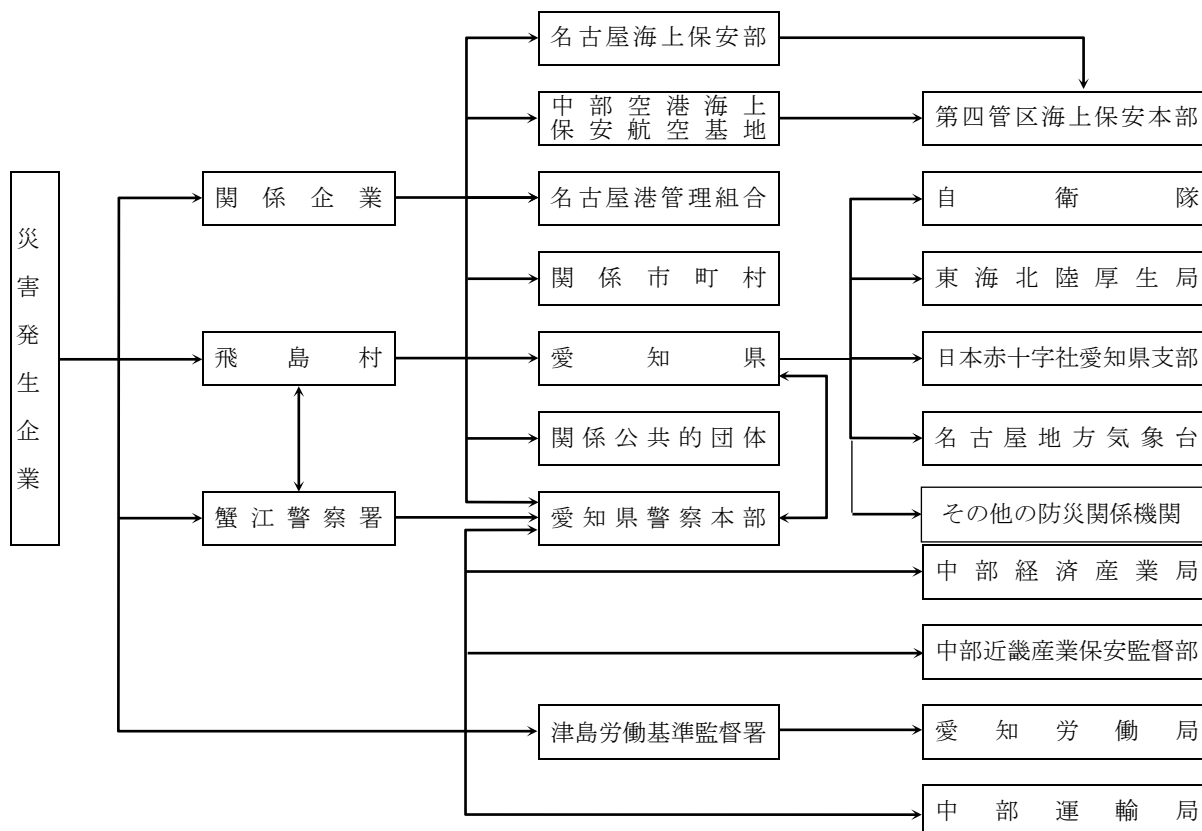 災害発生企業
関係企業
飛島村
蟹江警察署
名古屋海上保安部
中部空港海上
保安航空基地
名古屋港管理組合
関係市町村
愛知県
関係公共的団体
愛知県警察本部
津島労働基準監督署
第四管区海上保安本部
自衛隊
東海北陸厚生局
日本赤十字社愛知県支部
名古屋地方気象台
その他の防災関係機関
中部経済産業局
中部近畿産業保安監督部
愛知労働局
中部運輸局